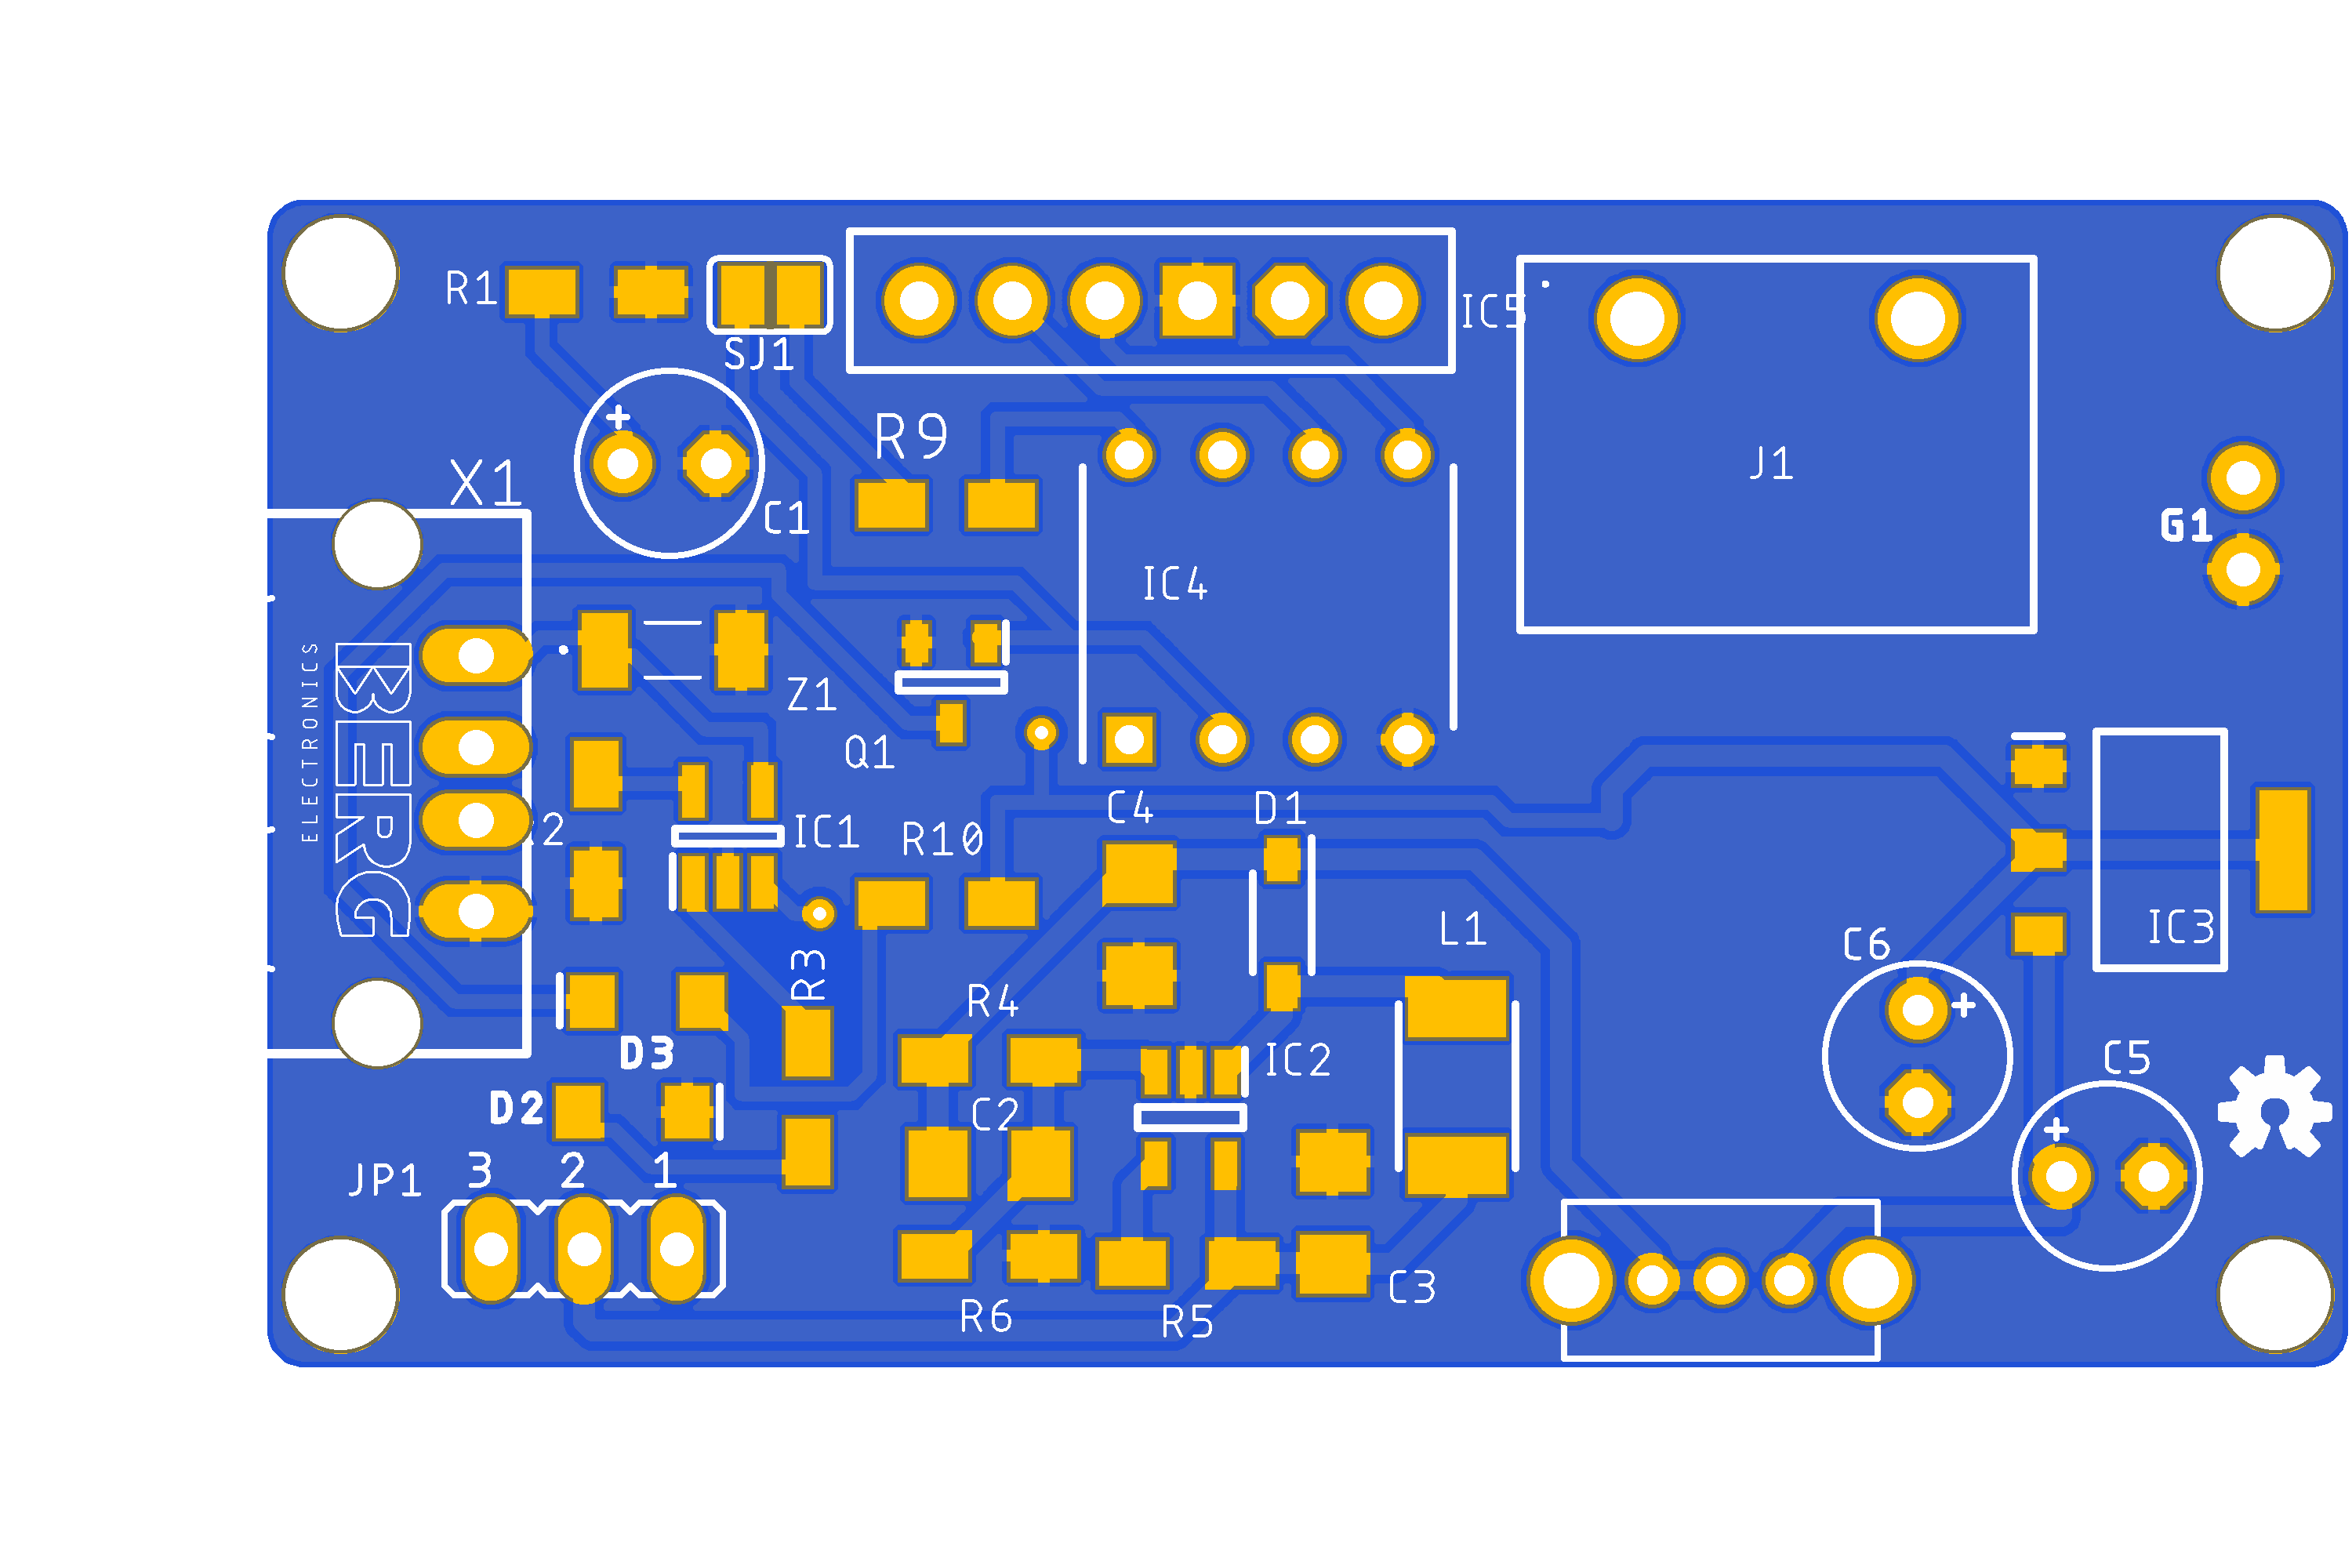 R1
IC5
SJ1
R9
J1
X1
C1
G1
IC4
ELECTRONICS
BERG
Z1
Q1
C4
D1
2
IC1
R10
L1
IC3
C6
R3
R4
D3
IC2
C5
D2
C2
JP1
3 2 1
C3
R6
R5